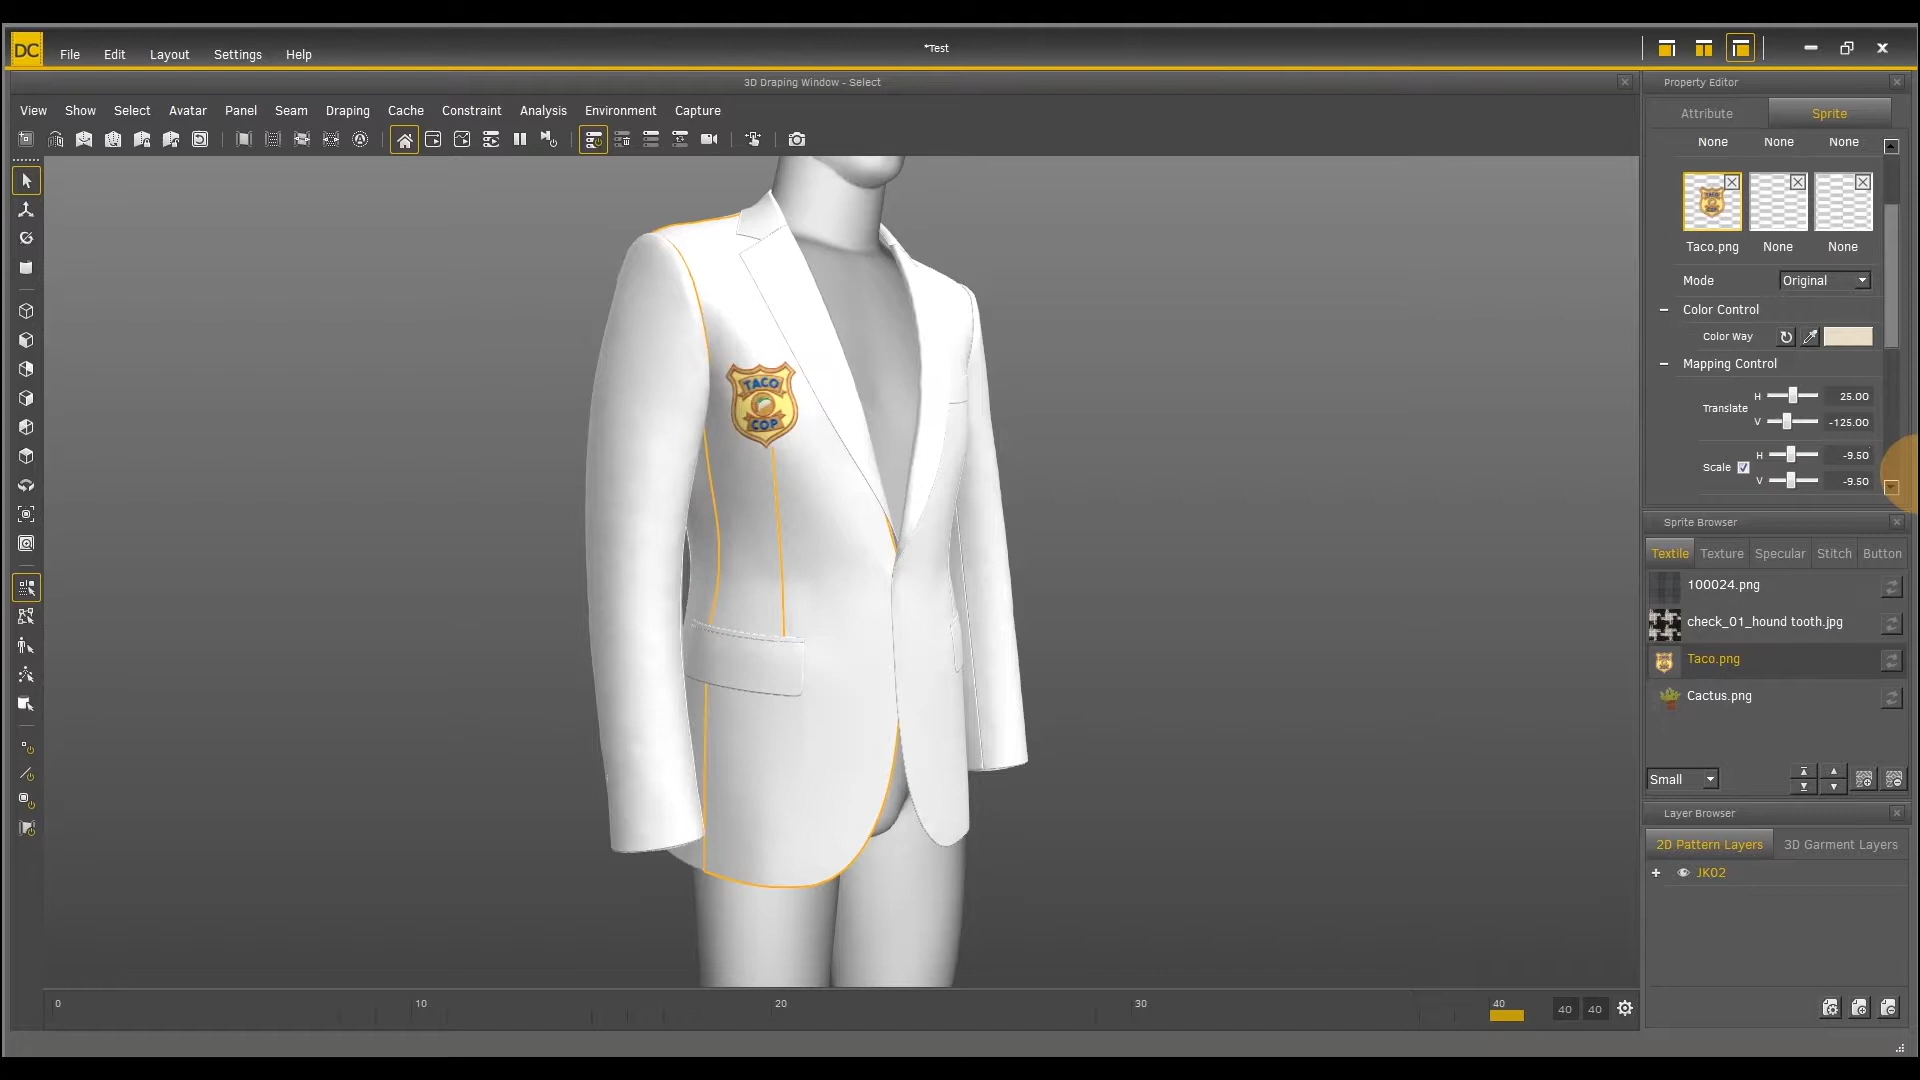 DC File Edit Layout Settings Help *Test
3D Draping Window - Select
View Show Select Avatar Panel Seam Draping Cache Constraint Analysis Environment Capture
TACO
COP
0 10 20 30 40 40 40
Property Editor
Attribute Sprite
None None None
Taco.png None None
Mode Original
Color Control
Color Way
Mapping Control
Translate H 25.00
V -125.00
Scale H -9.50
V -9.50
Sprite Browser
Textile Texture Specular Stitch Button
100024.png
check_01_hound tooth.jpg
Taco.png
Cactus.png
Small
Layer Browser
2D Pattern Layers 3D Garment Layers
JK02